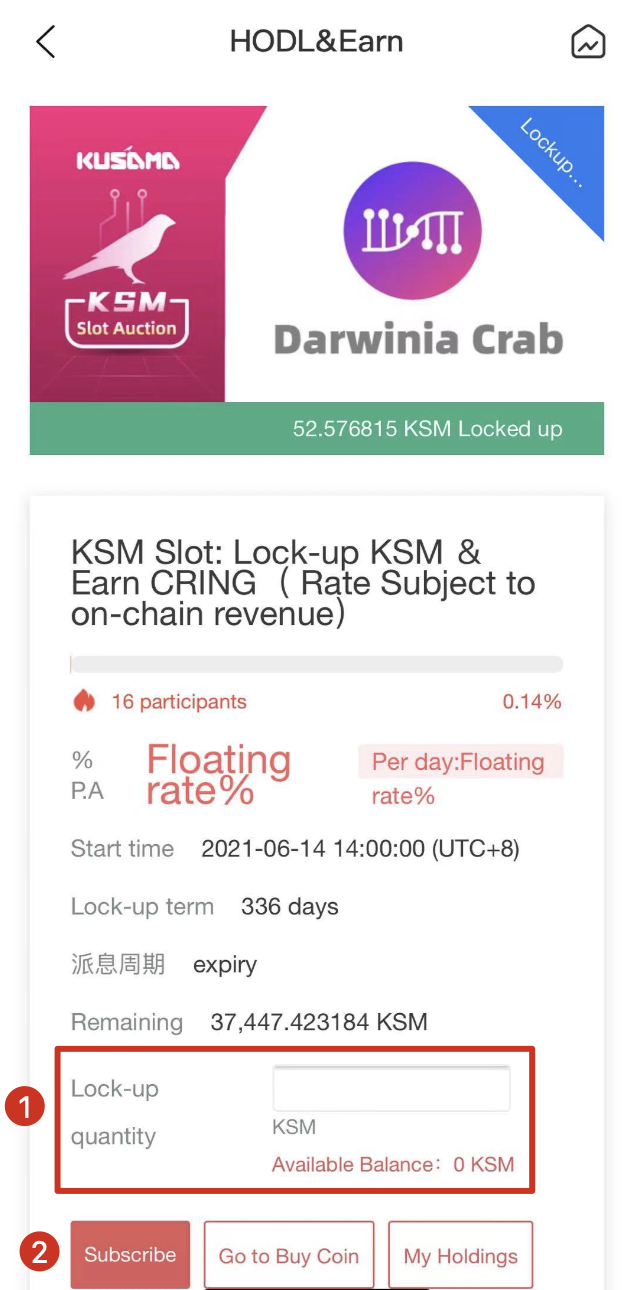 HODL&Earn
Lockup...
KUSAMA
KSM
Slot Auction
Darwinia Crab
52.576815 KSM Locked up
KSM Slot: Lock-up KSM &
Earn CRING（ Rate Subject to
on-chain revenue)
16 participants
0.14%
%
P.A
Floating
rate%
Per day:Floating
rate%
Start time 2021-06-14 14:00:00 (UTC+8)
Lock-up term 336 days
派息周期 expiry
Remaining 37,447.423184 KSM
1
Lock-up
quantity
KSM
Available Balance：0 KSM
2
Subscribe
Go to Buy Coin
My Holdings